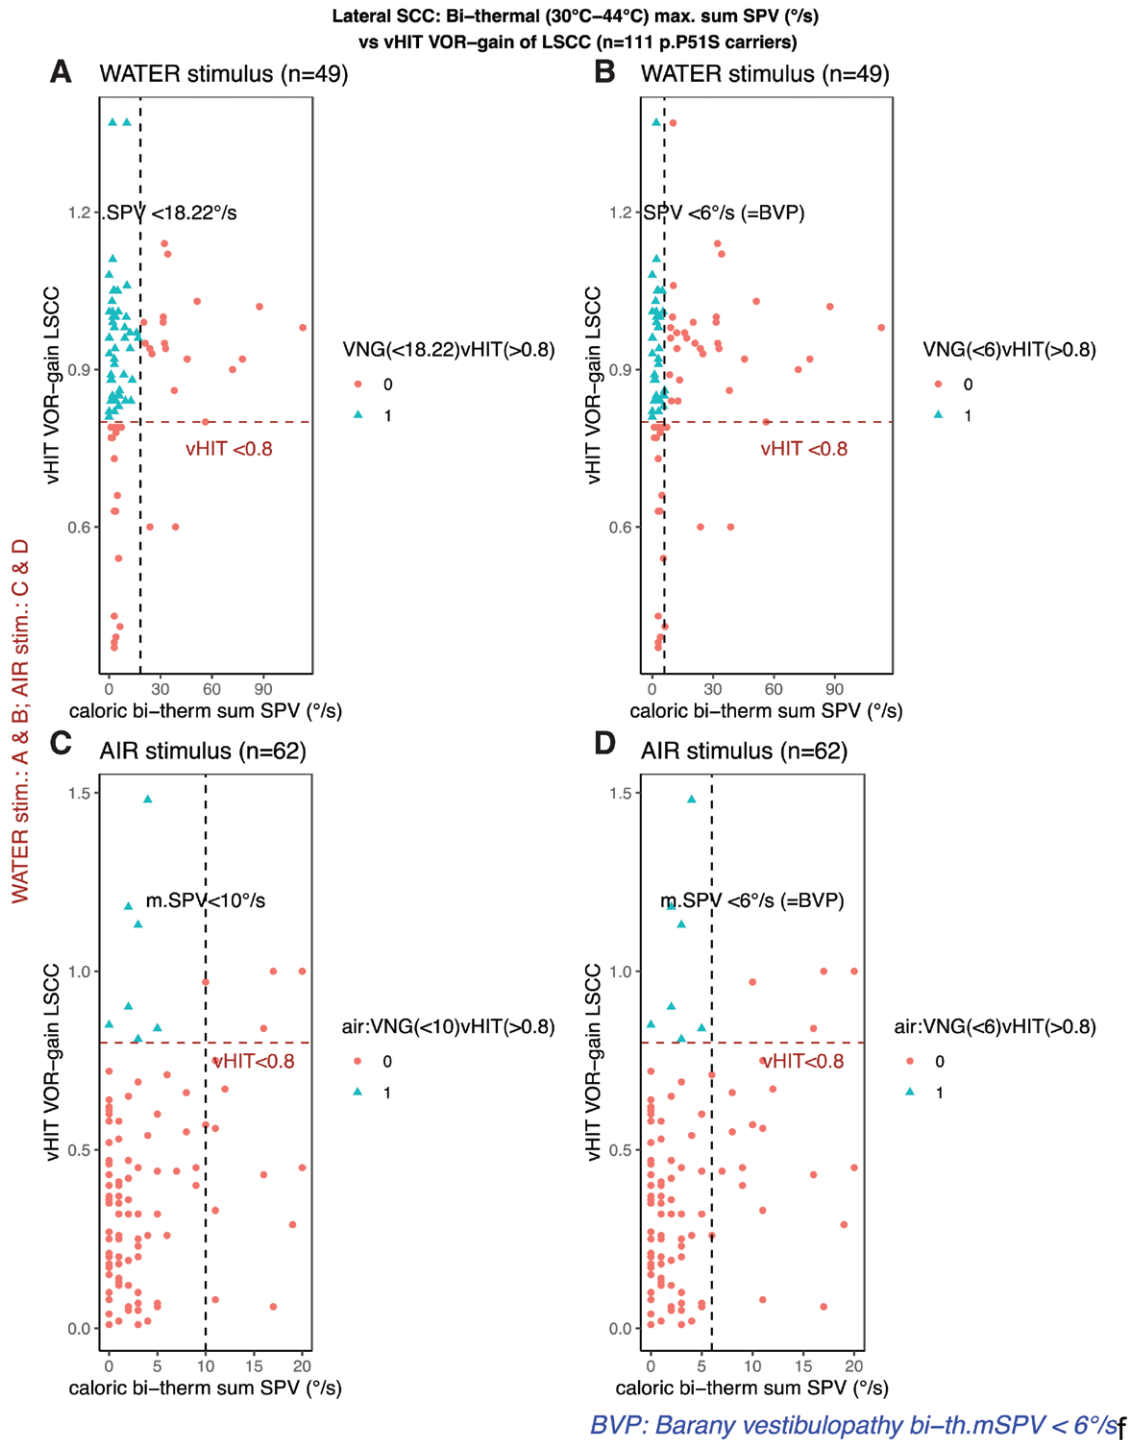 Lateral SCC: Bi−thermal (30°C−44°C) max. sum SPV (°/s)
vs vHIT VOR−gain of LSCC (n=111 p.P51S carriers)
A WATER stimulus (n=49)
1.2
0.9
0.6
.SPV <18.22°/s
vHIT <0.8
vHIT VOR−gain LSCC
0 30 60 90
caloric bi−therm sum SPV (°/s)
VNG(<18.22)vHIT(>0.8)
0
1
B WATER stimulus (n=49)
1.2
0.9
0.6
SPV <6°/s (=BVP)
vHIT <0.8
vHIT VOR−gain LSCC
0 30 60 90
caloric bi−therm sum SPV (°/s)
VNG(<6)vHIT(>0.8)
0
1
WATER stim.: A & B; AIR stim.: C & D
C AIR stimulus (n=62)
1.5
1.0
0.5
0.0
m.SPV<10°/s
vHIT<0.8
vHIT VOR−gain LSCC
0 5 10 15 20
caloric bi−therm sum SPV (°/s)
air:VNG(<10)vHIT(>0.8)
0
1
D AIR stimulus (n=62)
1.5
1.0
0.5
0.0
m.SPV <6°/s (=BVP)
vHIT<0.8
vHIT VOR−gain LSCC
0 5 10 15 20
caloric bi−therm sum SPV (°/s)
air:VNG(<6)vHIT(>0.8)
0
1
BVP: Barany vestibulopathy bi−th.mSPV < 6°/sf